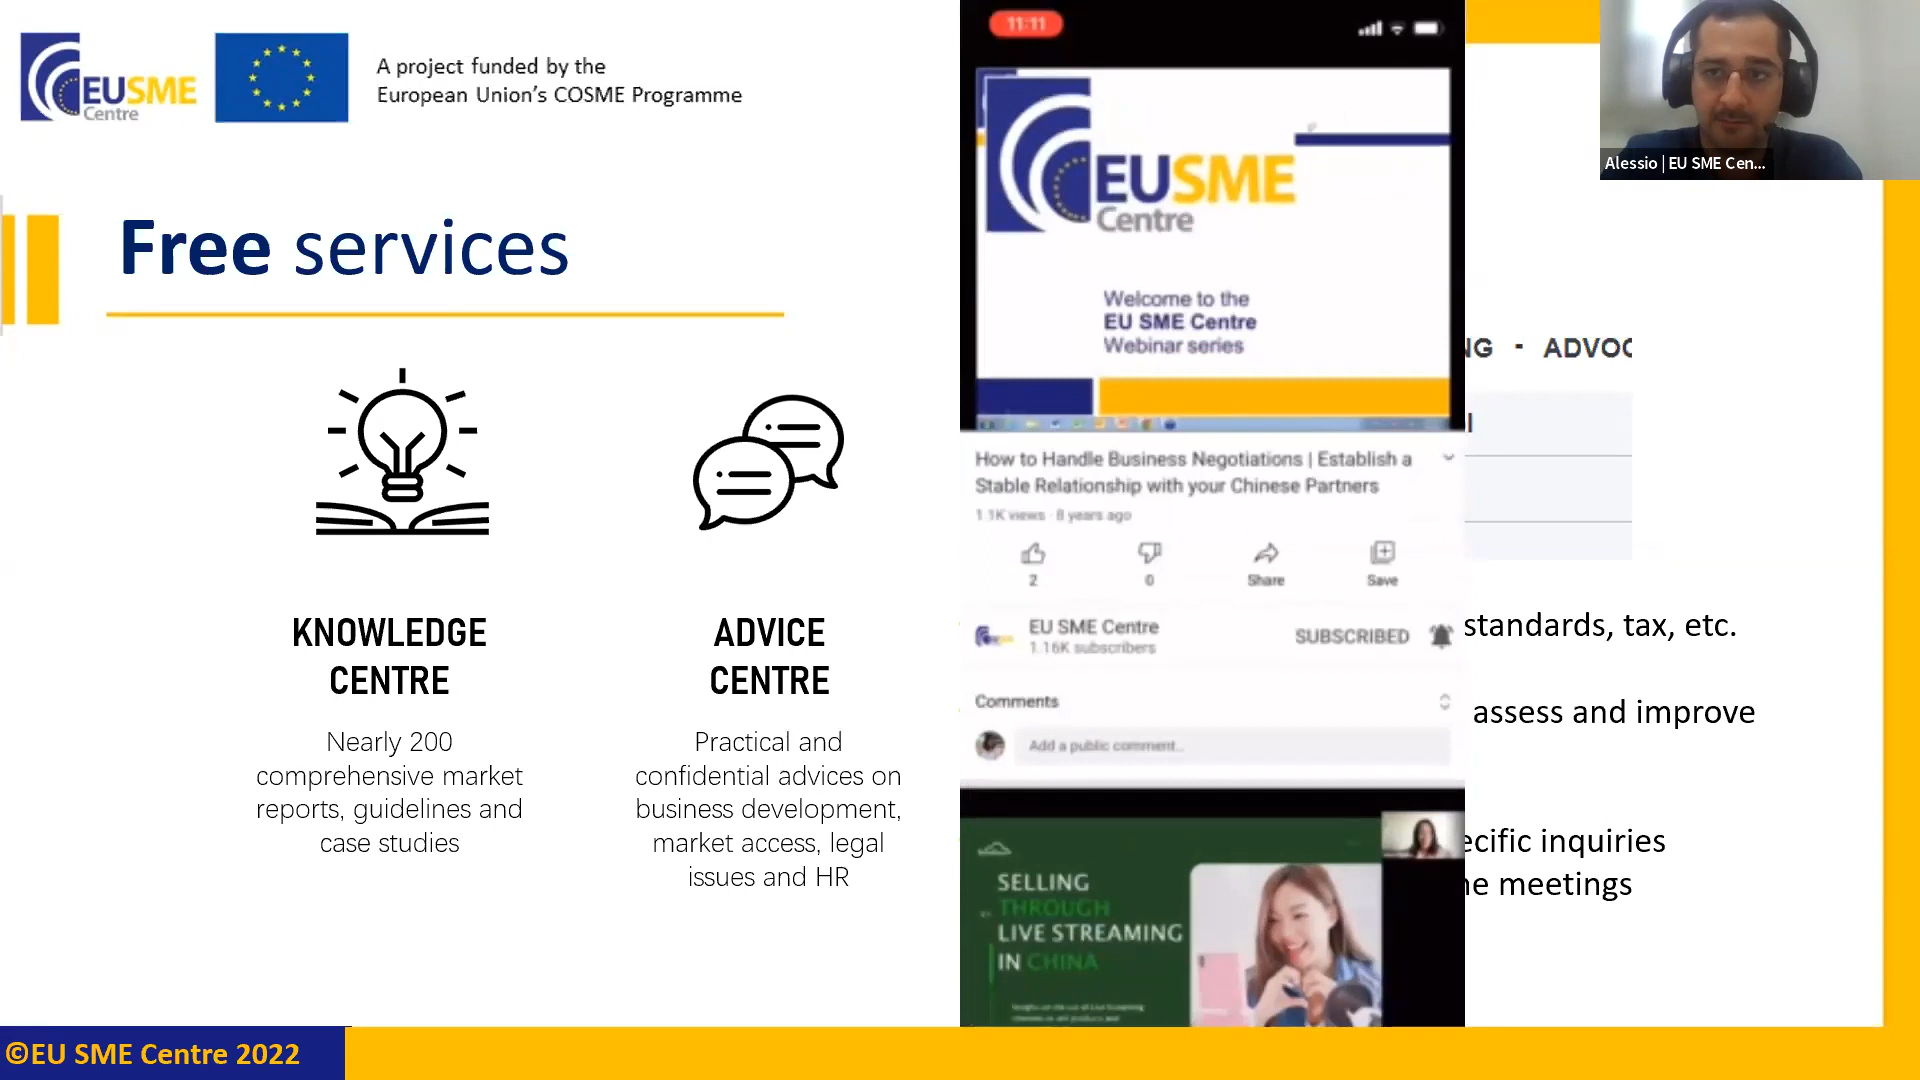 EUSME
Centre
A project funded by the
European Union's COSME Programme
Free services
KNOWLEDGE
CENTRE
Nearly 200
comprehensive market
reports, guidelines and
case studies
ADVICE
CENTRE
Practical and
confidential advices on
business development,
market access, legal
issues and HR
11:11
EUSME
Centre
Welcome to the
EU SME Centre
Webinar series
How to Handle Business Negotiations | Establish a
Stable Relationship with your Chinese Partners
1.1K views · 8 years ago
2
0
Share
Save
EU SME Centre
1.16K subscribers
SUBSCRIBED
Comments
Add a public comment...
SELLING
THROUGH
LIVE STREAMING
IN CHINA
Alessio | EU SME Cen...
NG - ADVOC
standards, tax, etc.
assess and improve
ecific inquiries
ne meetings
©EU SME Centre 2022